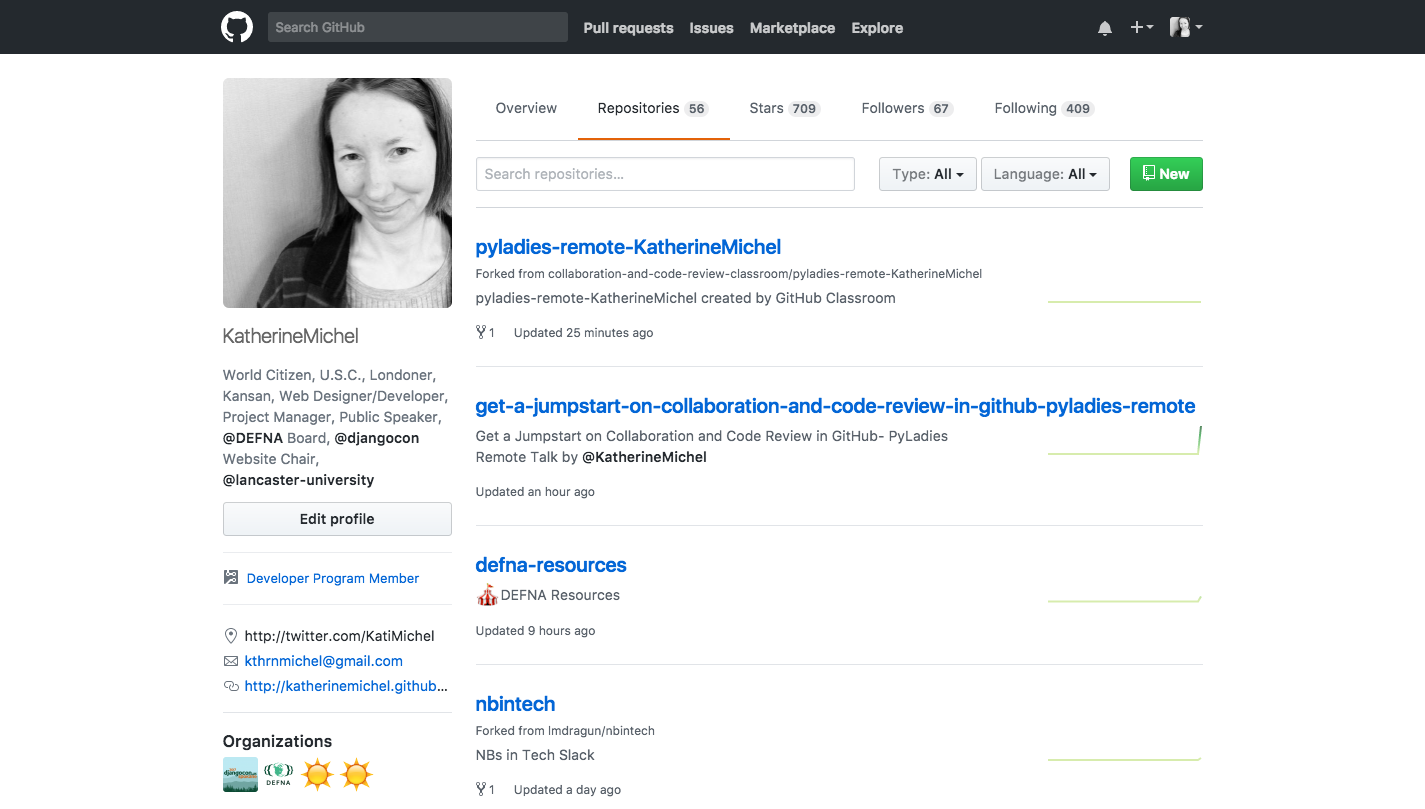 Search GitHub Pull requests Issues Marketplace Explore
Overview Repositories 56 Stars 709 Followers 67 Following 409
Search repositories... Type: All Language: All New
KatherineMichel
World Citizen, U.S.C., Londoner,
Kansan, Web Designer/Developer,
Project Manager, Public Speaker,
@DEFNA Board, @djangocon
Website Chair,
@lancaster-university
Edit profile
Developer Program Member
http://twitter.com/KatiMichel
kthrnmichel@gmail.com
http://katherinemichel.github...
Organizations
djangocon
DEFNA
pyladies-remote-KatherineMichel
Forked from collaboration-and-code-review-classroom/pyladies-remote-KatherineMichel
pyladies-remote-KatherineMichel created by GitHub Classroom
1 Updated 25 minutes ago
get-a-jumpstart-on-collaboration-and-code-review-in-github-pyladies-remote
Get a Jumpstart on Collaboration and Code Review in GitHub- PyLadies
Remote Talk by @KatherineMichel
Updated an hour ago
defna-resources
DEFNA Resources
Updated 9 hours ago
nbintech
Forked from lmdragun/nbintech
NBs in Tech Slack
1 Updated a day ago